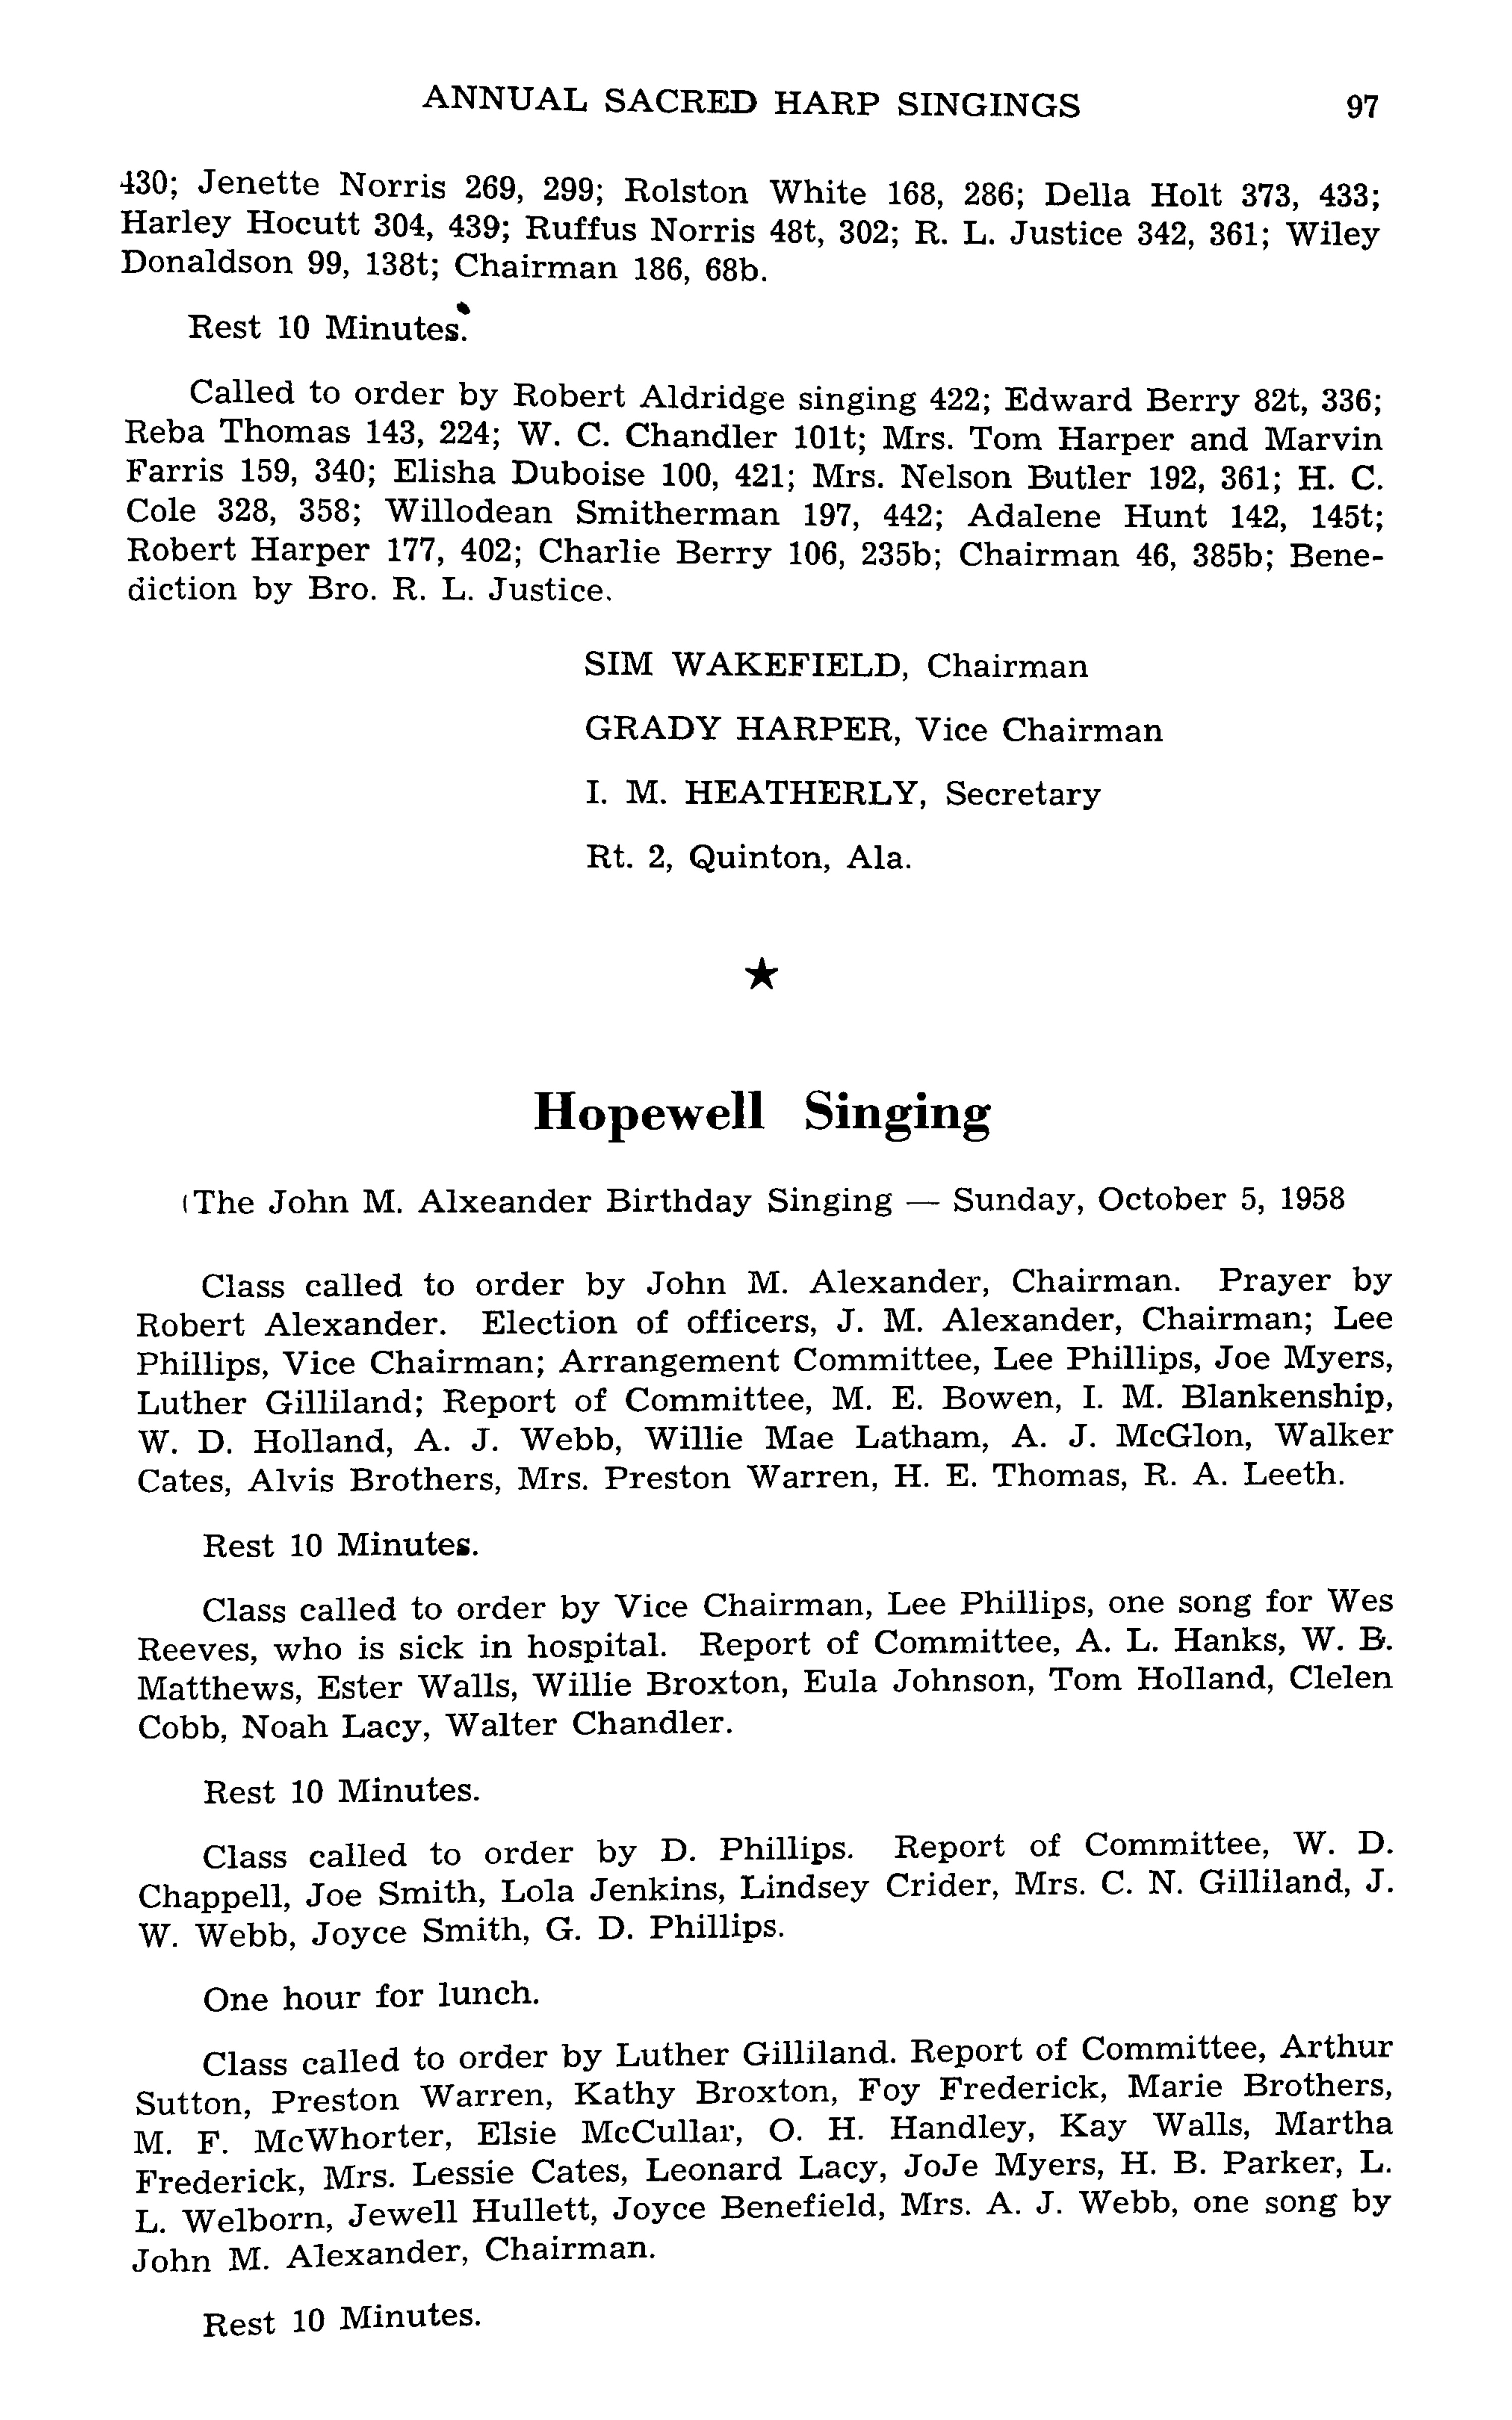 ANNUAL SACRED HARP SINGINGS 97
430; Jenette Norris 269, 299; Rolston White 168, 286; Della Holt 373, 433;
Harley Hocutt 304, 439; Ruffus Norris 48t, 302; R. L. Justice 342, 361; Wiley
Donaldson 99, 138t; Chairman 186, 68b.
Rest 10 Minutes.
Called to order by Robert Aldridge singing 422; Edward Berry 82t, 336;
Reba Thomas 143, 224; W. C. Chandler 101t; Mrs. Tom Harper and Marvin
Farris 159, 340; Elisha Duboise 100, 421; Mrs. Nelson Butler 192, 361; H. C.
Cole 328, 358; Willodean Smitherman 197, 442; Adalene Hunt 142, 145t;
Robert Harper 177, 402; Charlie Berry 106, 235b; Chairman 46, 385b; Bene-
diction by Bro. R. L. Justice.
SIM WAKEFIELD, Chairman
GRADY HARPER, Vice Chairman
I. M. HEATHERLY, Secretary
Rt. 2, Quinton, Ala.
★
Hopewell Singing
(The John M. Alxeander Birthday Singing — Sunday, October 5, 1958
Class called to order by John M. Alexander, Chairman. Prayer by
Robert Alexander. Election of officers, J. M. Alexander, Chairman; Lee
Phillips, Vice Chairman; Arrangement Committee, Lee Phillips, Joe Myers,
Luther Gilliland; Report of Committee, M. E. Bowen, I. M. Blankenship,
W. D. Holland, A. J. Webb, Willie Mae Latham, A. J. McGlon, Walker
Cates, Alvis Brothers, Mrs. Preston Warren, H. E. Thomas, R. A. Leeth.
Rest 10 Minutes.
Class called to order by Vice Chairman, Lee Phillips, one song for Wes
Reeves, who is sick in hospital. Report of Committee, A. L. Hanks, W. B.
Matthews, Ester Walls, Willie Broxton, Eula Johnson, Tom Holland, Clelen
Cobb, Noah Lacy, Walter Chandler.
Rest 10 Minutes.
Class called to order by D. Phillips. Report of Committee, W. D.
Chappell, Joe Smith, Lola Jenkins, Lindsey Crider, Mrs. C. N. Gilliland, J.
W. Webb, Joyce Smith, G. D. Phillips.
One hour for lunch.
Class called to order by Luther Gilliland. Report of Committee, Arthur
Sutton, Preston Warren, Kathy Broxton, Foy Frederick, Marie Brothers,
M. F. McWhorter, Elsie McCullar, O. H. Handley, Kay Walls, Martha
Frederick, Mrs. Lessie Cates, Leonard Lacy, JoJe Myers, H. B. Parker, L.
L. Welborn, Jewell Hullett, Joyce Benefield, Mrs. A. J. Webb, one song by
John M. Alexander, Chairman.
Rest 10 Minutes.